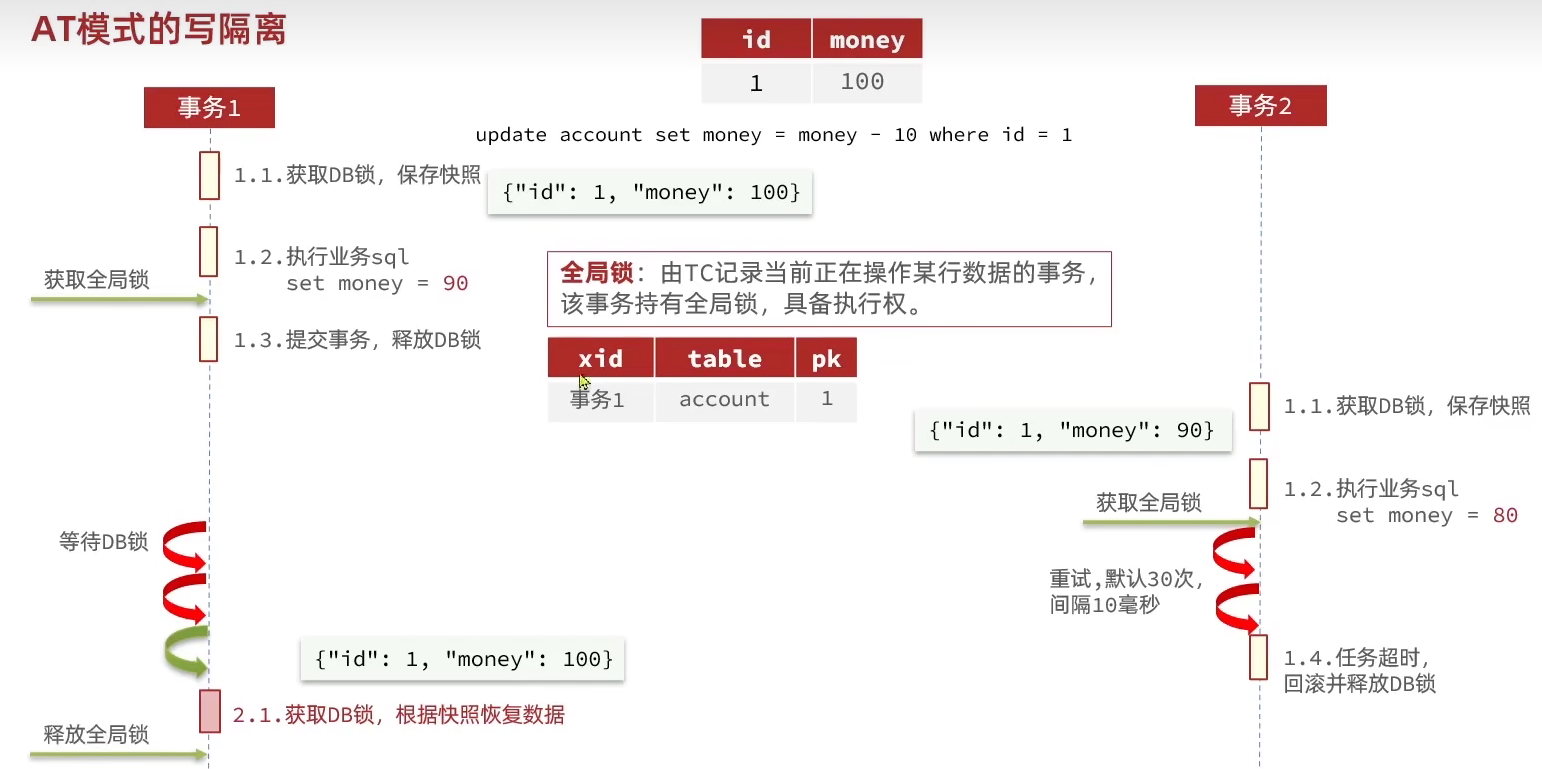 AT模式的写隔离
id money
1 100
update account set money = money - 10 where id = 1
事务1
1.1.获取DB锁，保存快照
{"id": 1, "money": 100}
1.2.执行业务sql
set money = 90
获取全局锁
1.3.提交事务，释放DB锁
全局锁：由TC记录当前正在操作某行数据的事务，
该事务持有全局锁，具备执行权。
xid table pk
事务1 account 1
等待DB锁
{"id": 1, "money": 100}
2.1.获取DB锁，根据快照恢复数据
释放全局锁
事务2
1.1.获取DB锁，保存快照
{"id": 1, "money": 90}
1.2.执行业务sql
set money = 80
获取全局锁
重试,默认30次，
间隔10毫秒
1.4.任务超时，
回滚并释放DB锁